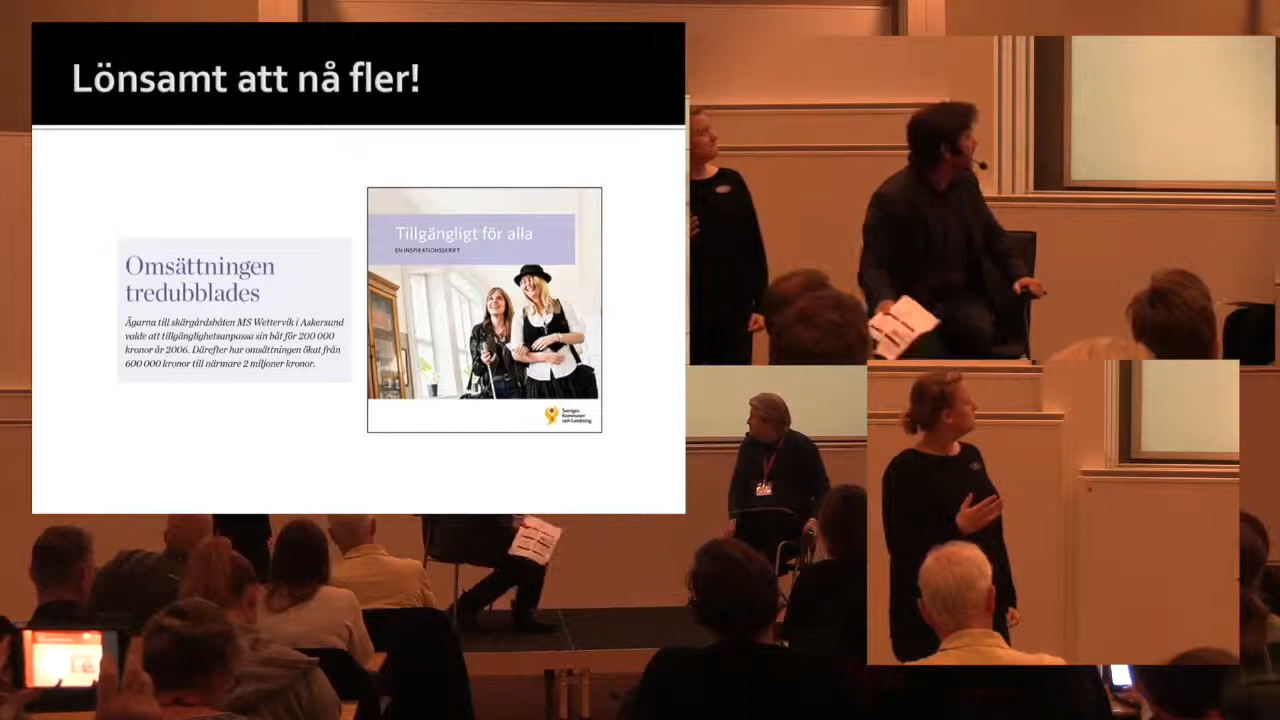 Lönsamt att nå fler!
Omsättningen
tredubblades
Ägarna till skärgårdsbåten MS Wettervik i Askersund
valde att tillgänglighetsanpassa sin båt för 200 000
kronor år 2006. Därefter har omsättningen ökat från
600 000 kronor till närmare 2 miljoner kronor.
Tillgängligt för alla
EN INSPIRATIONSSKRIFT
Sveriges
Kommuner
och Landsting